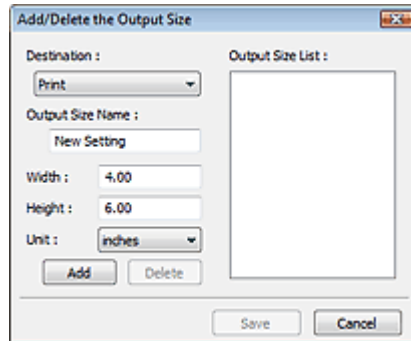 Add/Delete the Output Size
Destination :
Print
Output Size Name :
New Setting
Width : 4.00
Height : 6.00
Unit : inches
Add Delete
Output Size List :
Save Cancel